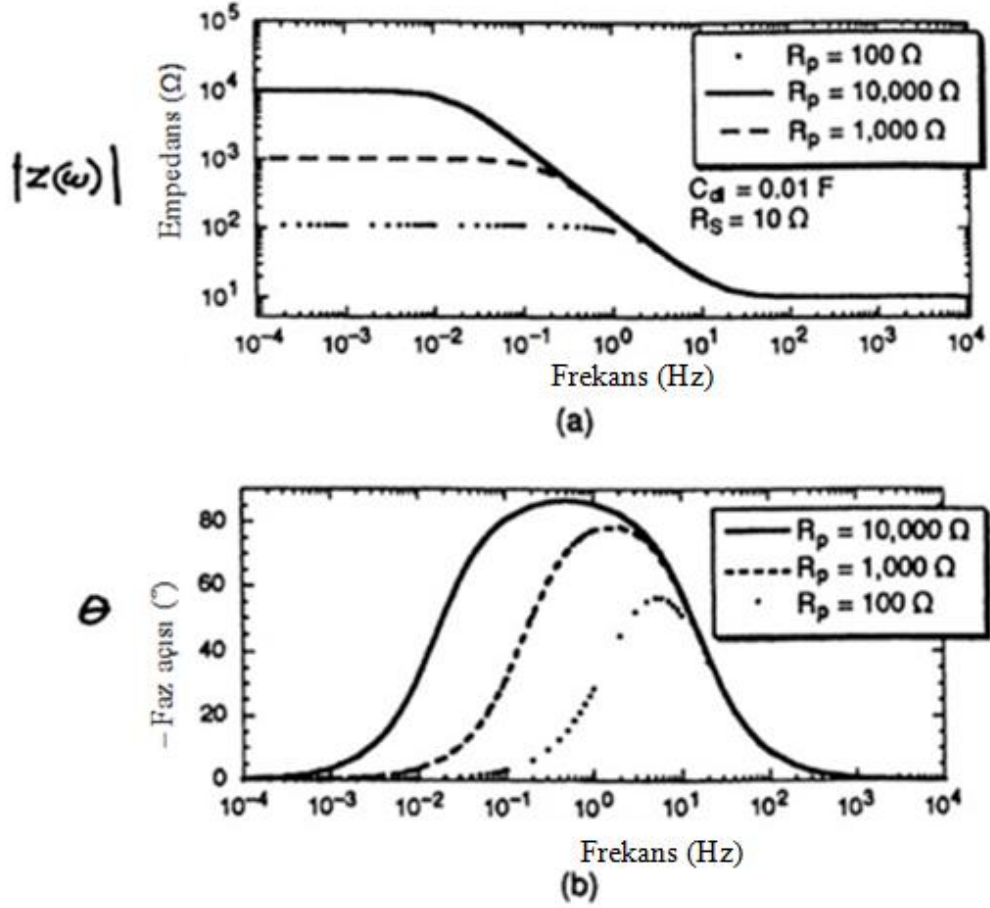 10⁵
10⁴
10³
10²
10¹
|Z(ω)|
Empedans (Ω)
R_p = 100 Ω
R_p = 10,000 Ω
R_p = 1,000 Ω
C_dl = 0.01 F
R_S = 10 Ω
10⁻⁴ 10⁻³ 10⁻² 10⁻¹ 10⁰ 10¹ 10² 10³ 10⁴
Frekans (Hz)
(a)
80
60
40
20
0
θ
−Faz açısı (°)
R_p = 10,000 Ω
R_p = 1,000 Ω
R_p = 100 Ω
10⁻⁴ 10⁻³ 10⁻² 10⁻¹ 10⁰ 10¹ 10² 10³ 10⁴
Frekans (Hz)
(b)